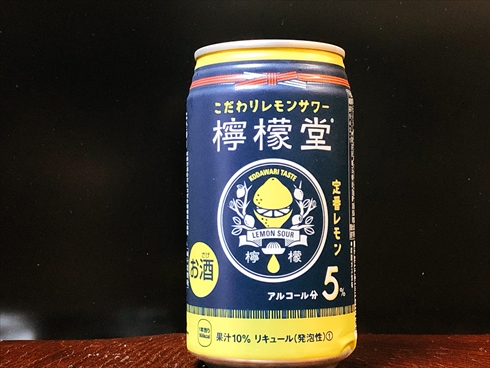 こだわりレモンサワー
檸檬堂
KODAWARI TASTE
LEMON SOUR
檸檬
定番レモン
お酒
アルコール分 5%
果汁10% リキュール(発泡性)①